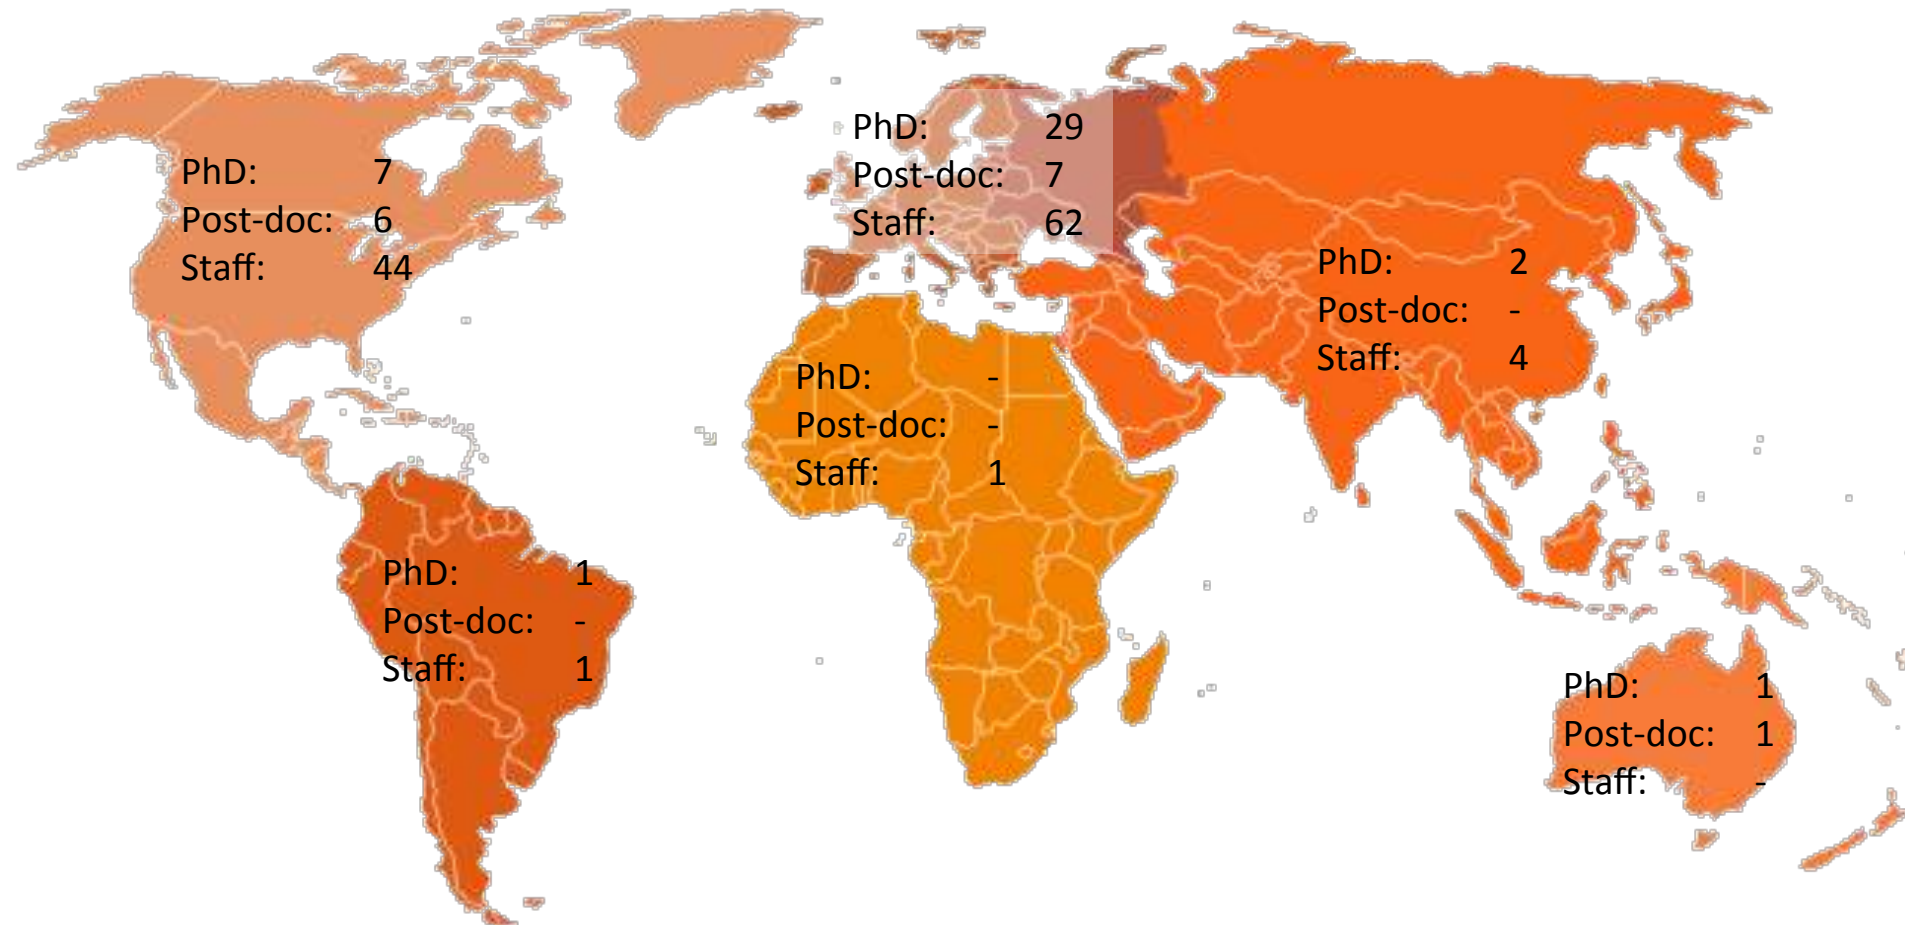 PhD: 7
Post-doc: 6
Staff: 44
PhD: 29
Post-doc: 7
Staff: 62
PhD: 2
Post-doc: -
Staff: 4
PhD: -
Post-doc: -
Staff: 1
PhD: 1
Post-doc: -
Staff: 1
PhD: 1
Post-doc: 1
Staff: -